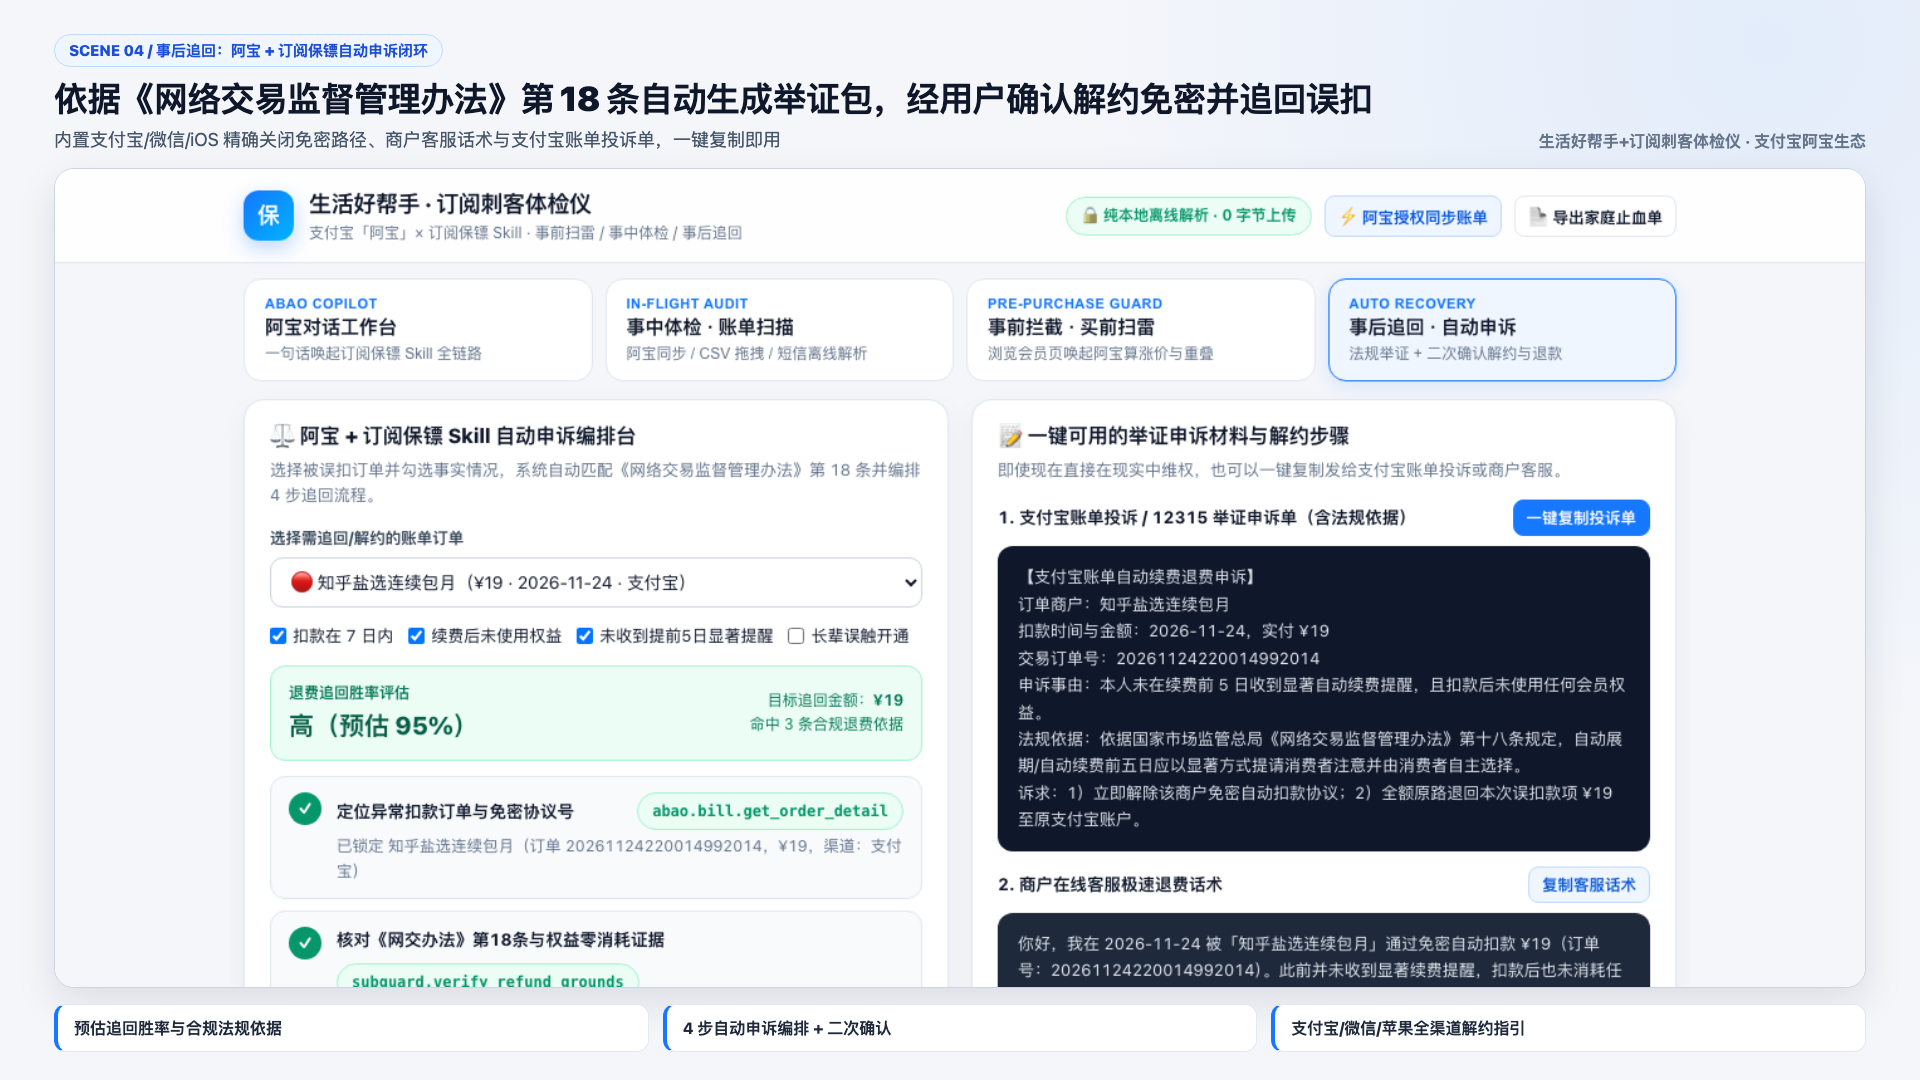 SCENE 04 / 事后追回：阿宝 + 订阅保镖自动申诉闭环
依据《网络交易监督管理办法》第 18 条自动生成举证包，经用户确认解约免密并追回误扣
内置支付宝/微信/iOS 精确关闭免密路径、商户客服话术与支付宝账单投诉单，一键复制即用
生活好帮手+订阅刺客体检仪 · 支付宝阿宝生态
保
生活好帮手 · 订阅刺客体检仪
支付宝「阿宝」× 订阅保镖 Skill · 事前扫雷 / 事中体检 / 事后追回
纯本地离线解析 · 0 字节上传
阿宝授权同步账单
导出家庭止血单
ABAO COPILOT
阿宝对话工作台
一句话唤起订阅保镖 Skill 全链路
IN-FLIGHT AUDIT
事中体检 · 账单扫描
阿宝同步 / CSV 拖拽 / 短信离线解析
PRE-PURCHASE GUARD
事前拦截 · 买前扫雷
浏览会员页唤起阿宝算涨价与重叠
AUTO RECOVERY
事后追回 · 自动申诉
法规举证 + 二次确认解约与退款
阿宝 + 订阅保镖 Skill 自动申诉编排台
选择被误扣订单并勾选事实情况，系统自动匹配《网络交易监督管理办法》第 18 条并编排
4 步追回流程。
选择需追回/解约的账单订单
知乎盐选连续包月（¥19 · 2026-11-24 · 支付宝）
扣款在 7 日内
续费后未使用权益
未收到提前5日显著提醒
长辈误触开通
退费追回胜率评估
高（预估 95%）
目标追回金额：¥19
命中 3 条合规退费依据
定位异常扣款订单与免密协议号
abao.bill.get_order_detail
已锁定 知乎盐选连续包月（订单 20261124220014992014，¥19，渠道：支付
宝）
核对《网交办法》第18条与权益零消耗证据
subguard.verify_refund_grounds
一键可用的举证申诉材料与解约步骤
即使现在直接在现实中维权，也可以一键复制发给支付宝账单投诉或商户客服。
1. 支付宝账单投诉 / 12315 举证申诉单（含法规依据）
一键复制投诉单
【支付宝账单自动续费退费申诉】
订单商户：知乎盐选连续包月
扣款时间与金额：2026-11-24，实付 ¥19
交易订单号：20261124220014992014
申诉事由：本人未在续费前 5 日收到显著自动续费提醒，且扣款后未使用任何会员权
益。
法规依据：依据国家市场监管总局《网络交易监督管理办法》第十八条规定，自动展
期/自动续费前五日应以显著方式提请消费者注意并由消费者自主选择。
诉求：1）立即解除该商户免密自动扣款协议；2）全额原路退回本次误扣款项 ¥19
至原支付宝账户。
2. 商户在线客服极速退费话术
复制客服话术
你好，我在 2026-11-24 被「知乎盐选连续包月」通过免密自动扣款 ¥19（订单
号：20261124220014992014）。此前并未收到显著续费提醒，扣款后也未消耗任
预估追回胜率与合规法规依据
4 步自动申诉编排 + 二次确认
支付宝/微信/苹果全渠道解约指引